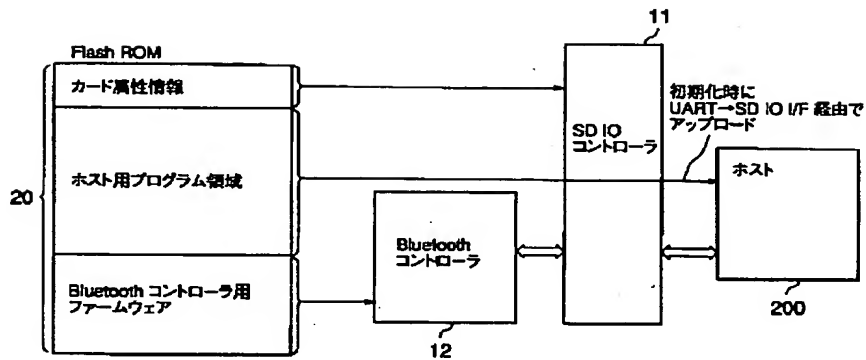 Flash ROM
カード属性情報
ホスト用プログラム領域
Bluetooth コントローラ用
ファームウェア
20
Bluetooth
コントローラ
12
11
SD IO
コントローラ
初期化時に
UART→SD IO I/F 経由で
アップロード
ホスト
200